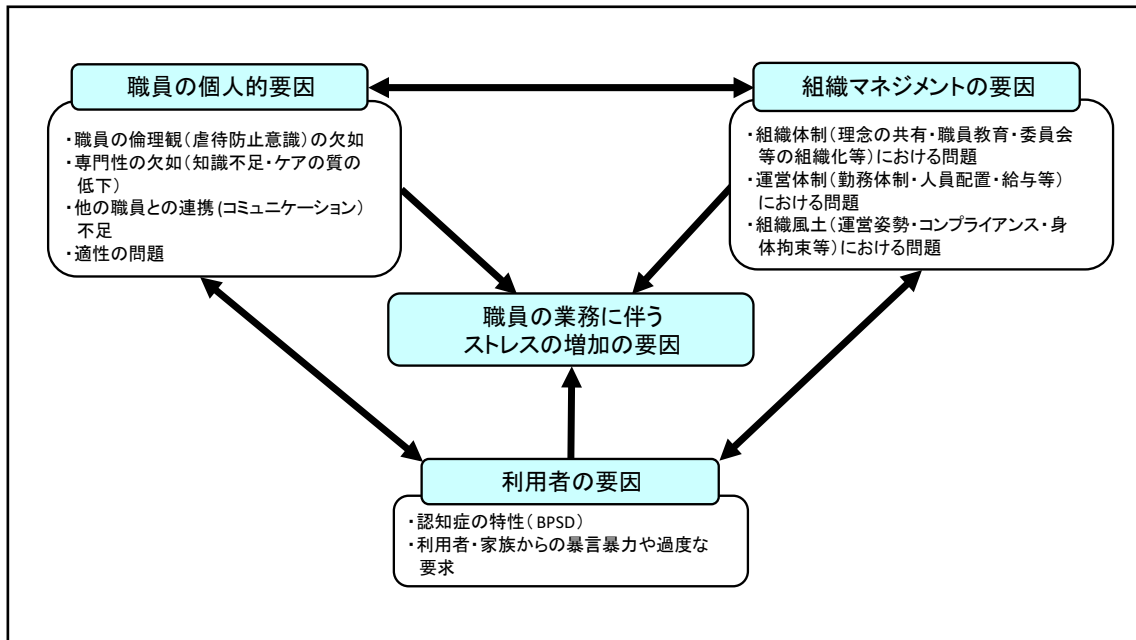 職員の個人的要因
・職員の倫理観(虐待防止意識)の欠如
・専門性の欠如(知識不足・ケアの質の
低下)
・他の職員との連携(コミュニケーション)
不足
・適性の問題
組織マネジメントの要因
・組織体制(理念の共有・職員教育・委員会
等の組織化等)における問題
・運営体制(勤務体制・人員配置・給与等)
における問題
・組織風土(運営姿勢・コンプライアンス・身
体拘束等)における問題
職員の業務に伴う
ストレスの増加の要因
利用者の要因
・認知症の特性(BPSD)
・利用者・家族からの暴言暴力や過度な
要求